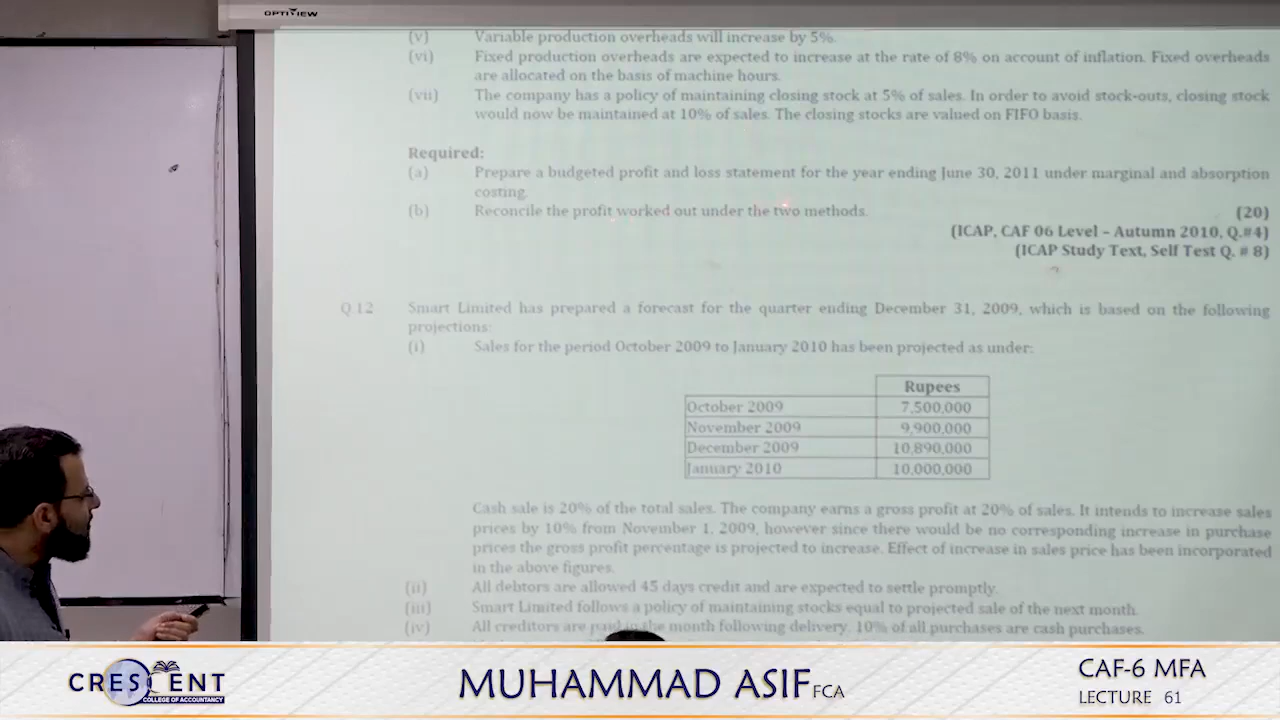 OPTIVIEW
(v) Variable production overheads will increase by 5%.
(vi) Fixed production overheads are expected to increase at the rate of 8% on account of inflation. Fixed overheads
are allocated on the basis of machine hours.
(vii) The company has a policy of maintaining closing stock at 5% of sales. In order to avoid stock-outs, closing stock
would now be maintained at 10% of sales. The closing stocks are valued on FIFO basis.
Required:
(a) Prepare a budgeted profit and loss statement for the year ending June 30, 2011 under marginal and absorption
costing.
(b) Reconcile the profit worked out under the two methods. (20)
(ICAP, CAF 06 Level – Autumn 2010, Q.#4)
(ICAP Study Text, Self Test Q. # 8)
Q.12 Smart Limited has prepared a forecast for the quarter ending December 31, 2009, which is based on the following
projections:
(i) Sales for the period October 2009 to January 2010 has been projected as under:
Rupees
October 2009 7,500,000
November 2009 9,900,000
December 2009 10,890,000
January 2010 10,000,000
Cash sale is 20% of the total sales. The company earns a gross profit at 20% of sales. It intends to increase sales
prices by 10% from November 1, 2009, however since there would be no corresponding increase in purchase
prices the gross profit percentage is projected to increase. Effect of increase in sales price has been incorporated
in the above figures.
(ii) All debtors are allowed 45 days credit and are expected to settle promptly.
(iii) Smart Limited follows a policy of maintaining stocks equal to projected sale of the next month.
(iv) All creditors are paid in the month following delivery. 10% of all purchases are cash purchases.
CRESCENT
COLLEGE OF ACCOUNTANCY
MUHAMMAD ASIF FCA
CAF-6 MFA
LECTURE 61